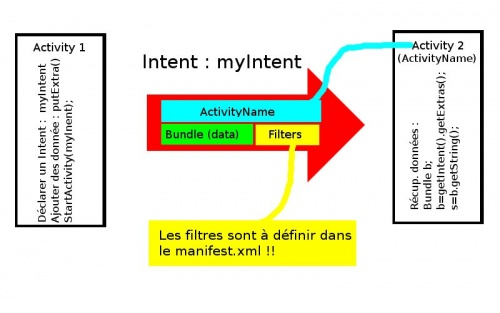 Activity 1
Déclarer un Intent : myIntent
Ajouter des donnée : putExtra()
StartActivity(myInent);
Intent : myIntent
ActivityName
Bundle (data)
Filters
Les filtres sont à définir dans
le manifest.xml !!
Activity 2
(ActivityName)
Récup. données :
Bundle b;
b=getIntent().getExtras();
s=b.getString();